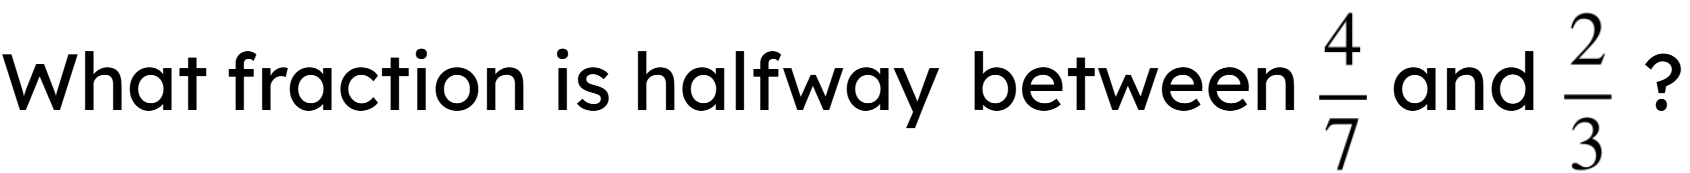 What fraction is halfway between 4/7 and 2/3 ?